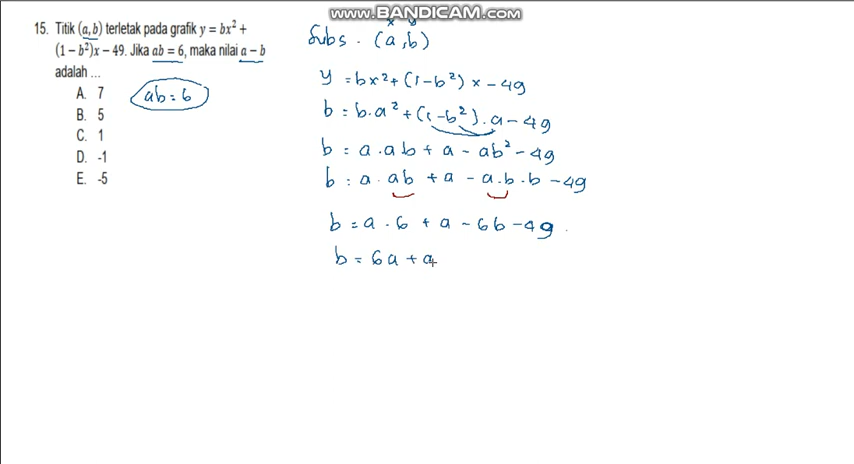 www.BANDICAM.com
15. Titik (a,b) terletak pada grafik y = bx² +
(1 – b²)x – 49. Jika ab = 6, maka nilai a – b
adalah ...
A. 7
B. 5
C. 1
D. -1
E. -5
ab = 6
x y
Subs . (a,b)
y = bx² + (1-b²) x - 49
b = b.a² + (1-b²).a - 49
b = a.ab + a - ab² - 49
b = a.ab + a - a.b.b - 49
b = a.6 + a - 6b - 49
b = 6a + a